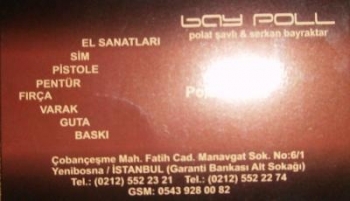 bay poll
polat şavlı & serkan bayraktar
EL SANATLARI
SİM
PİSTOLE
PENTÜR
FIRÇA
VARAK
GUTA
BASKI
Çobançeşme Mah. Fatih Cad. Manavgat Sok. No:6/1
Yenibosna / İSTANBUL (Garanti Bankası Alt Sokağı)
Tel.: (0212) 552 23 21 Tel.: (0212) 552 22 74
GSM: 0543 928 00 82